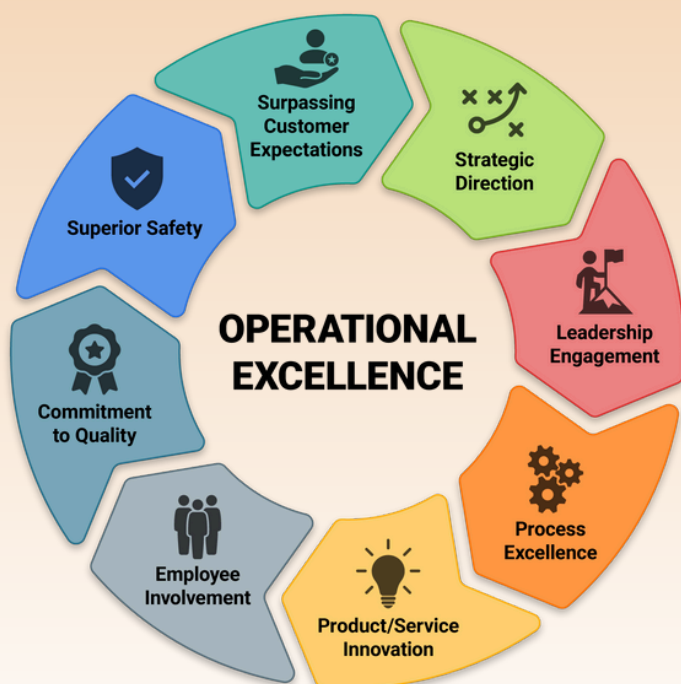 OPERATIONAL
EXCELLENCE
Surpassing
Customer
Expectations
Strategic
Direction
Leadership
Engagement
Process
Excellence
Product/Service
Innovation
Employee
Involvement
Commitment
to Quality
Superior Safety